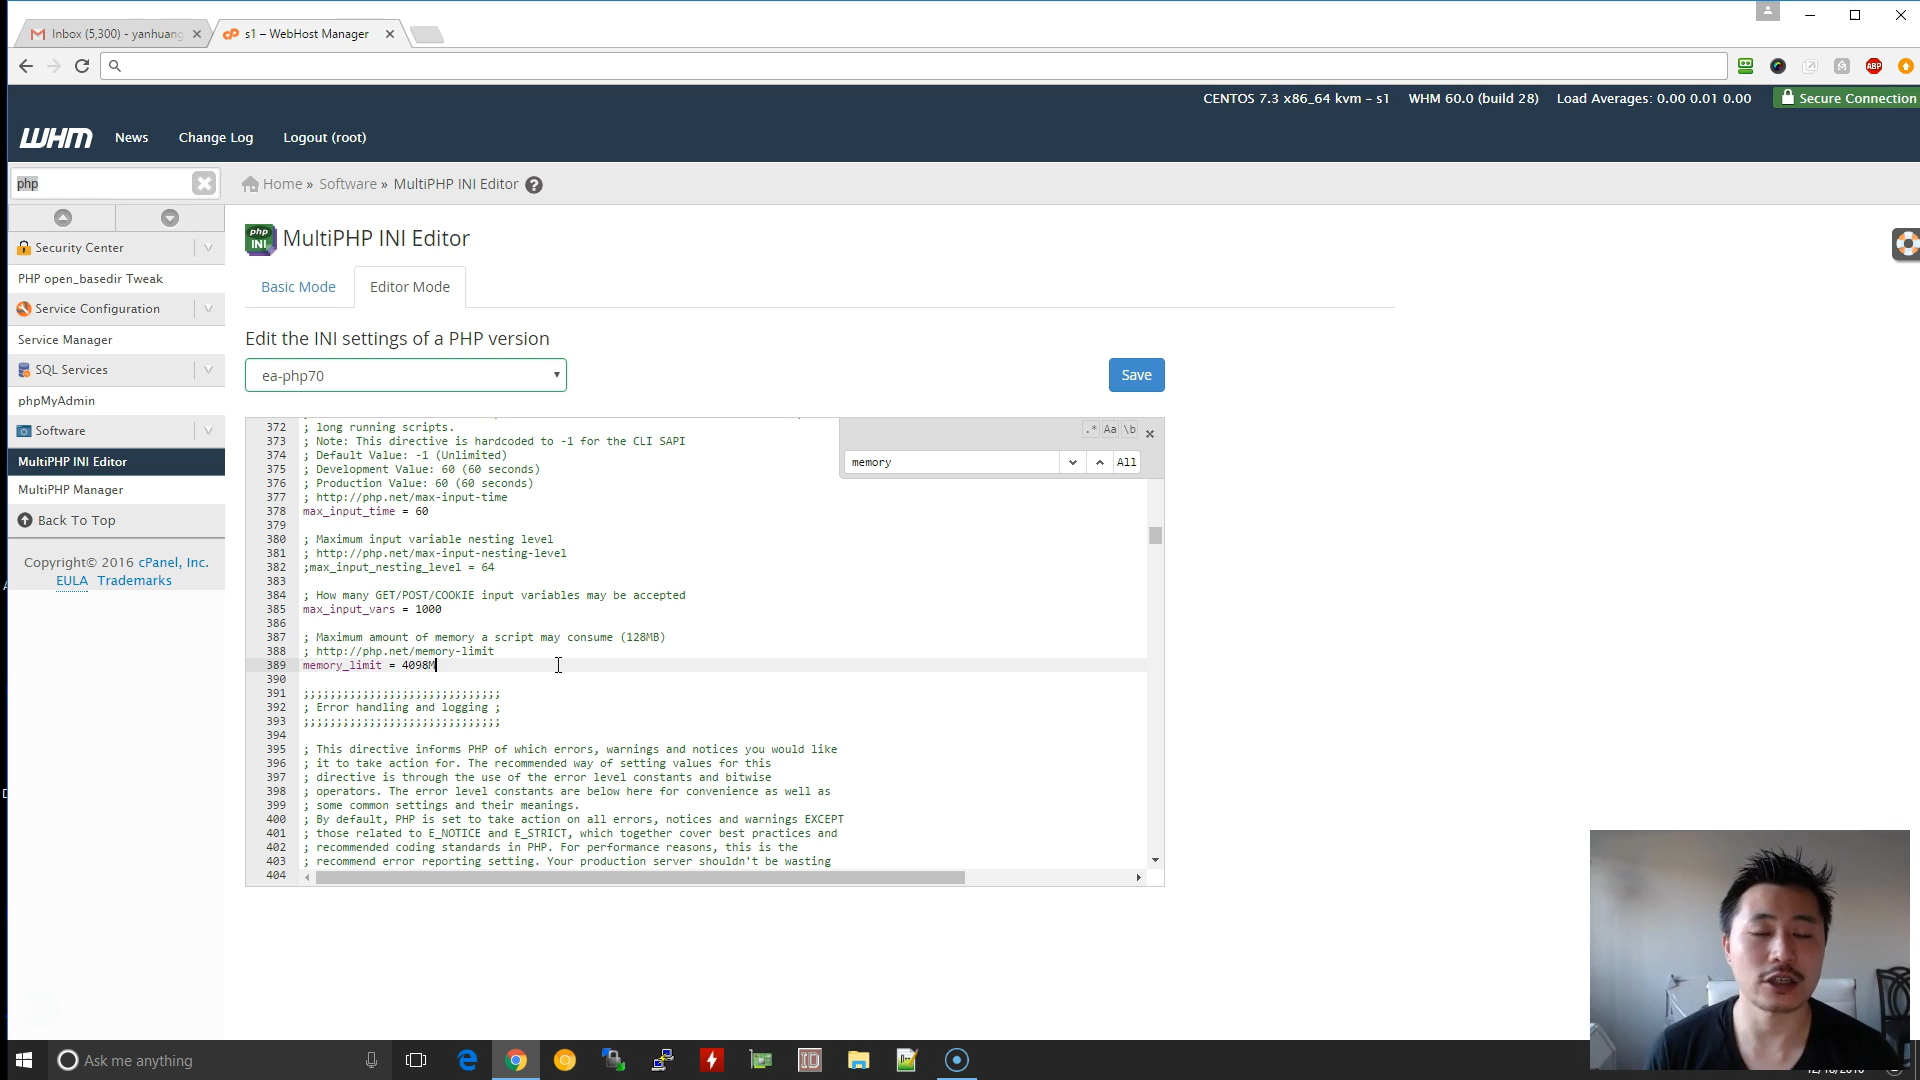 Inbox (5,300) - yanhuang
s1 – WebHost Manager
CENTOS 7.3 x86_64 kvm – s1
WHM 60.0 (build 28)
Load Averages: 0.00 0.01 0.00
Secure Connection
WHM
News
Change Log
Logout (root)
php
Home »
Software »
MultiPHP INI Editor
Security Center
PHP open_basedir Tweak
Service Configuration
Service Manager
SQL Services
phpMyAdmin
Software
MultiPHP INI Editor
MultiPHP Manager
Back To Top
Copyright© 2016 cPanel, Inc.
EULA Trademarks
php
INI
MultiPHP INI Editor
Basic Mode
Editor Mode
Edit the INI settings of a PHP version
ea-php70
Save
.* Aa \b
memory
All
372 ; long running scripts.
373 ; Note: This directive is hardcoded to -1 for the CLI SAPI
374 ; Default Value: -1 (Unlimited)
375 ; Development Value: 60 (60 seconds)
376 ; Production Value: 60 (60 seconds)
377 ; http://php.net/max-input-time
378 max_input_time = 60
379
380 ; Maximum input variable nesting level
381 ; http://php.net/max-input-nesting-level
382 ;max_input_nesting_level = 64
383
384 ; How many GET/POST/COOKIE input variables may be accepted
385 max_input_vars = 1000
386
387 ; Maximum amount of memory a script may consume (128MB)
388 ; http://php.net/memory-limit
389 memory_limit = 4098M
390
391 ;;;;;;;;;;;;;;;;;;;;;;;;;;;;;;
392 ; Error handling and logging ;
393 ;;;;;;;;;;;;;;;;;;;;;;;;;;;;;;
394
395 ; This directive informs PHP of which errors, warnings and notices you would like
396 ; it to take action for. The recommended way of setting values for this
397 ; directive is through the use of the error level constants and bitwise
398 ; operators. The error level constants are below here for convenience as well as
399 ; some common settings and their meanings.
400 ; By default, PHP is set to take action on all errors, notices and warnings EXCEPT
401 ; those related to E_NOTICE and E_STRICT, which together cover best practices and
402 ; recommended coding standards in PHP. For performance reasons, this is the
403 ; recommend error reporting setting. Your production server shouldn't be wasting
404
ABP
Ask me anything